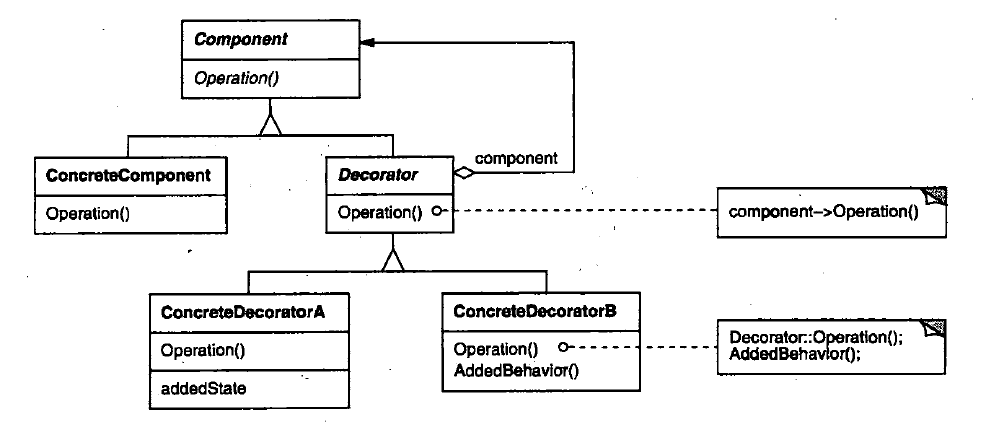 Component
Operation()
ConcreteComponent
Operation()
Decorator
Operation()
component
component–>Operation()
ConcreteDecoratorA
Operation()
addedState
ConcreteDecoratorB
Operation()
AddedBehavior()
Decorator::Operation();
AddedBehavior();